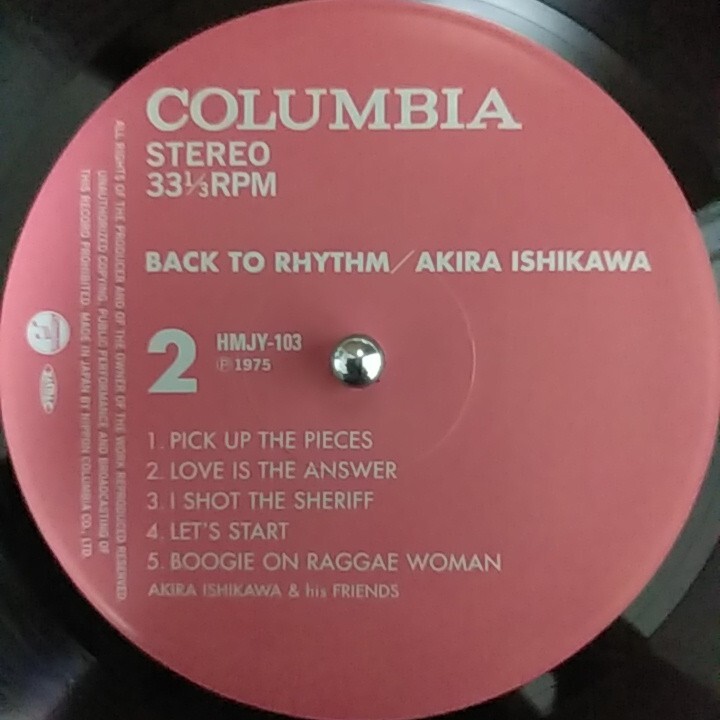 COLUMBIA
STEREO
33⅓RPM
BACK TO RHYTHM/AKIRA ISHIKAWA
2
HMJY-103
℗1975
1. PICK UP THE PIECES
2. LOVE IS THE ANSWER
3. I SHOT THE SHERIFF
4. LET'S START
5. BOOGIE ON RAGGAE WOMAN
AKIRA ISHIKAWA & his FRIENDS
ALL RIGHTS OF THE PRODUCER AND OF THE OWNER OF THE WORK REPRODUCED RESERVED.
UNAUTHORIZED COPYING, PUBLIC PERFORMANCE AND BROADCASTING OF
THIS RECORD PROHIBITED. MADE IN JAPAN BY NIPPON COLUMBIA CO., LTD.